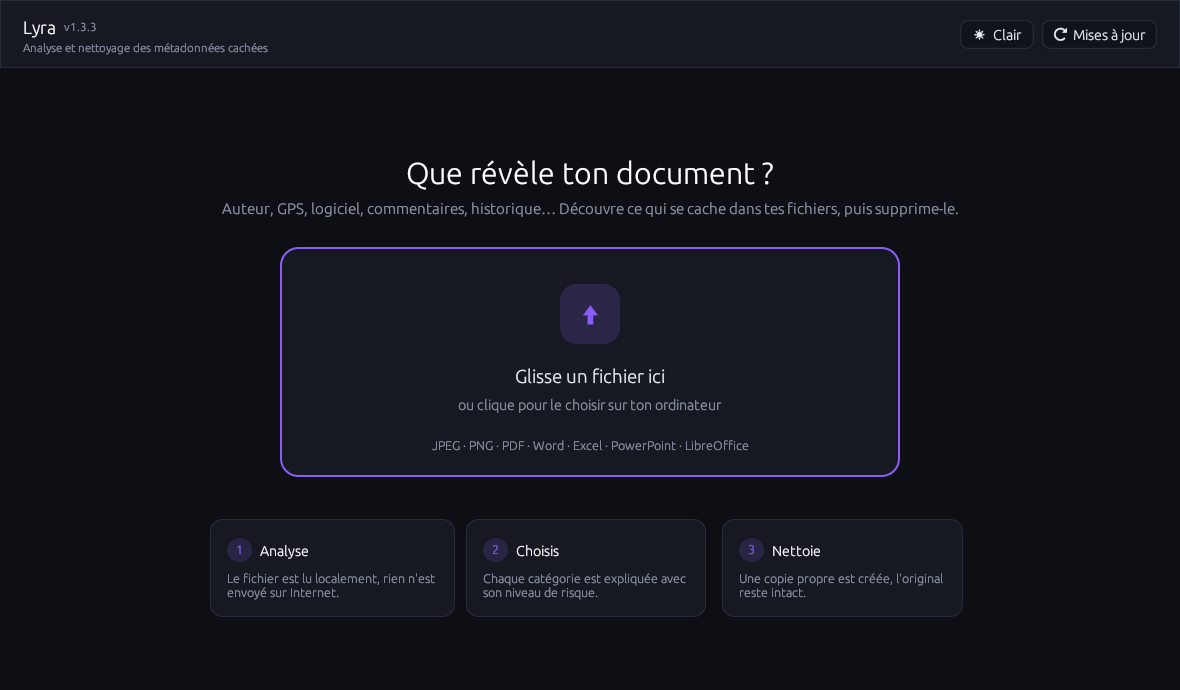 Lyra v1.3.3
Analyse et nettoyage des métadonnées cachées
Clair
Mises à jour
Que révèle ton document ?
Auteur, GPS, logiciel, commentaires, historique… Découvre ce qui se cache dans tes fichiers, puis supprime-le.
Glisse un fichier ici
ou clique pour le choisir sur ton ordinateur
JPEG · PNG · PDF · Word · Excel · PowerPoint · LibreOffice
1 Analyse
Le fichier est lu localement, rien n'est
envoyé sur Internet.
2 Choisis
Chaque catégorie est expliquée avec
son niveau de risque.
3 Nettoie
Une copie propre est créée, l'original
reste intact.